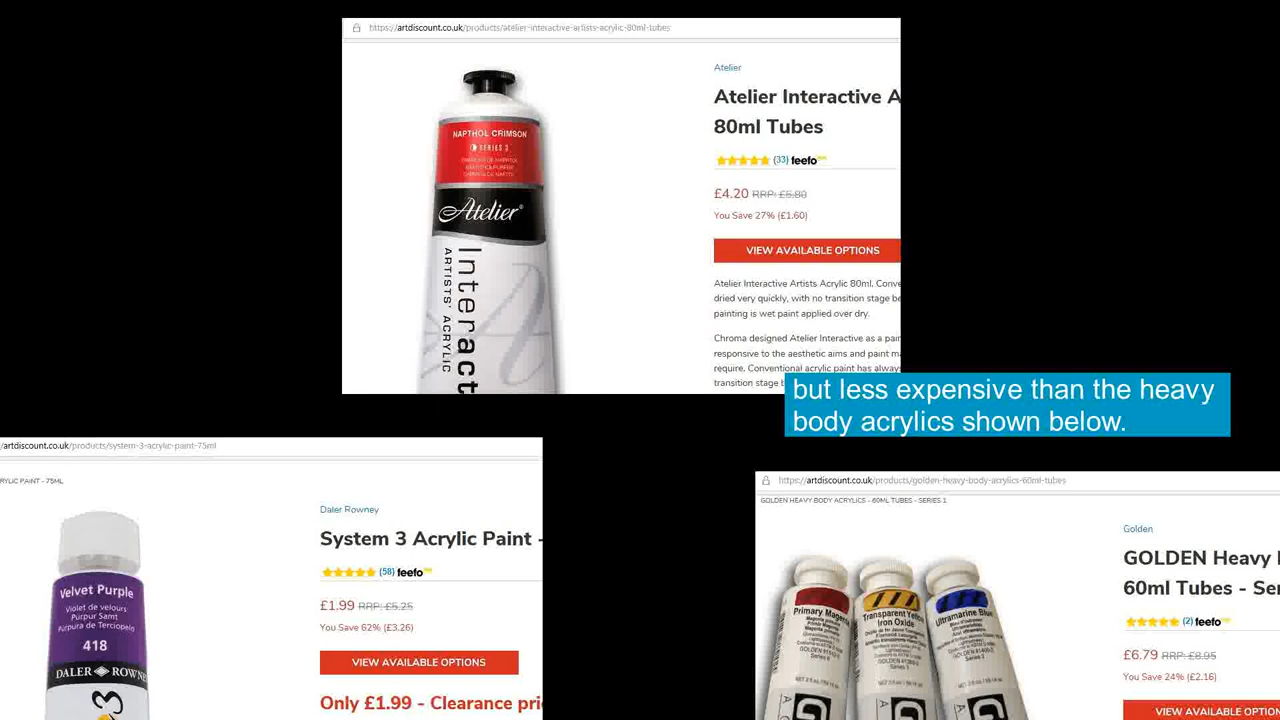 https://artdiscount.co.uk/products/atelier-interactive-artists-acrylic-80ml-tubes
NAPTHOL CRIMSON
SERIES 3
Atelier®
Interact
ARTISTS' ACRYLIC
Atelier
Atelier Interactive A
80ml Tubes
(33) feefo
£4.20 RRP: £5.80
You Save 27% (£1.60)
VIEW AVAILABLE OPTIONS
Atelier Interactive Artists Acrylic 80ml. Conve
dried very quickly, with no transition stage be
painting is wet paint applied over dry.
Chroma designed Atelier Interactive as a pain
responsive to the aesthetic aims and paint ma
require. Conventional acrylic paint has always
transition stage b
but less expensive than the heavy
body acrylics shown below.
/artdiscount.co.uk/products/system-3-acrylic-paint-75ml
RYLIC PAINT - 75ML
Velvet Purple
Violet de velours
Purpur Samt
Púrpura de Terciopelo
418
DALER ROWNE
3
Daler Rowney
System 3 Acrylic Paint -
(58) feefo
£1.99 RRP: £5.25
You Save 62% (£3.26)
VIEW AVAILABLE OPTIONS
Only £1.99 - Clearance pri
https://artdiscount.co.uk/products/golden-heavy-body-acrylics-60ml-tubes
GOLDEN HEAVY BODY ACRYLICS - 60ML TUBES - SERIES 1
Primary Magenta
Transparent Yellow
Iron Oxide
Ultramarine Blue
Golden
GOLDEN Heavy
60ml Tubes - Se
(2) feefo
£6.79 RRP: £8.95
You Save 24% (£2.16)
VIEW AVAILABLE OPTION